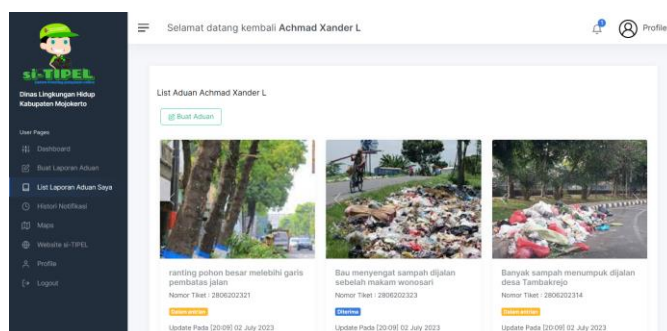 Selamat datang kembali Achmad Xander L
Profile
si-TIPEL
Dinas Lingkungan Hidup
Kabupaten Mojokerto
User Pages
Dashboard
Buat Laporan Aduan
List Laporan Aduan Saya
Histori Notifikasi
Maps
Website si-TIPEL
Profile
Logout
List Aduan Achmad Xander L
Buat Aduan
ranting pohon besar melebihi garis
pembatas jalan
Nomor Tiket : 2806202321
Dalam antrian
Update Pada [20:09] 02 July 2023
Bau menyengat sampah dijalan
sebelah makam wonosari
Nomor Tiket : 2806202323
Diterima
Update Pada [20:09] 02 July 2023
Banyak sampah menumpuk dijalan
desa Tambakrejo
Nomor Tiket : 2806202314
Dalam antrian
Update Pada [20:09] 02 July 2023